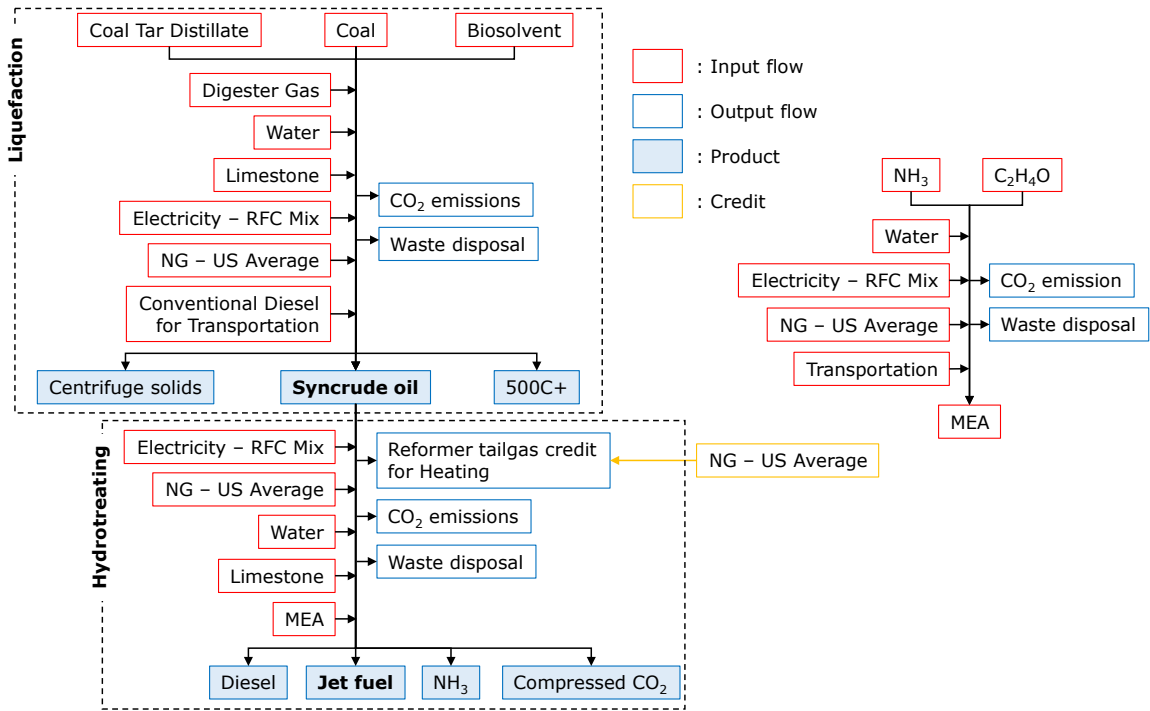 Liquefaction
Coal Tar Distillate
Coal
Biosolvent
Digester Gas
Water
Limestone
CO₂ emissions
Electricity – RFC Mix
Waste disposal
NG – US Average
Conventional Diesel
for Transportation
Centrifuge solids
Syncrude oil
500C+
Hydrotreating
Electricity – RFC Mix
Reformer tailgas credit
for Heating
NG – US Average
NG – US Average
CO₂ emissions
Water
Waste disposal
Limestone
MEA
Diesel
Jet fuel
NH₃
Compressed CO₂
: Input flow
: Output flow
: Product
: Credit
NH₃
C₂H₄O
Water
Electricity – RFC Mix
CO₂ emission
NG – US Average
Waste disposal
Transportation
MEA